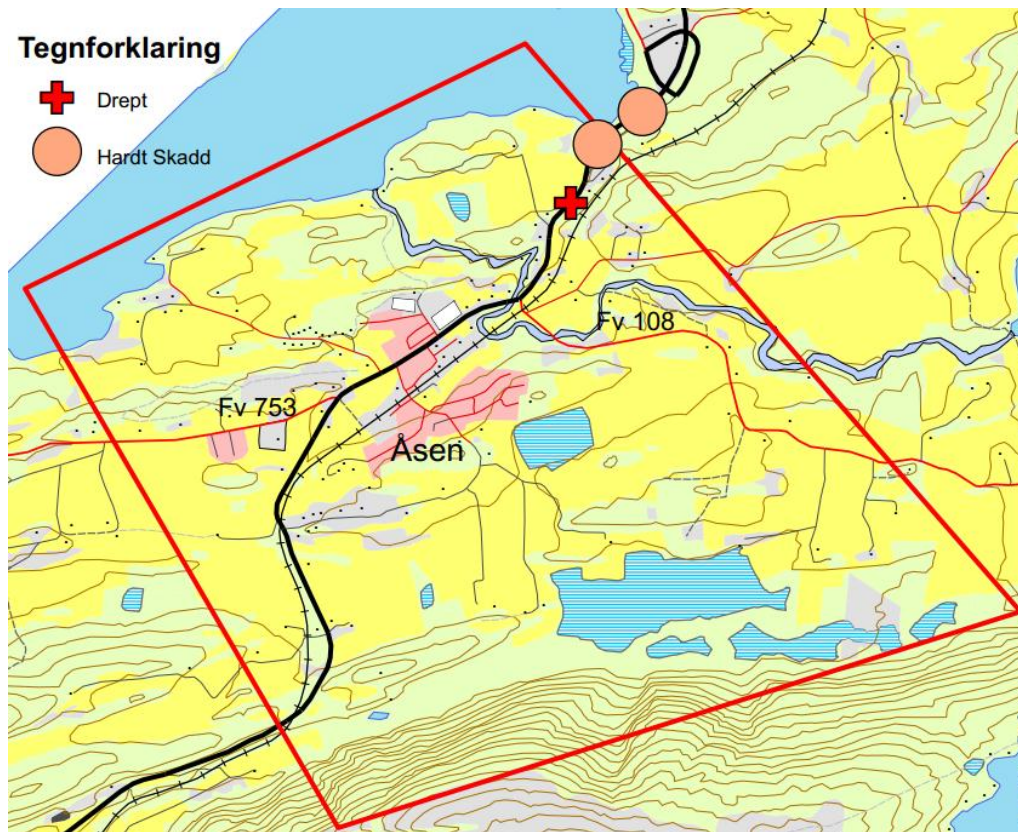 Tegnforklaring
Drept
Hardt Skadd
Fv 108
Fv 753
Åsen